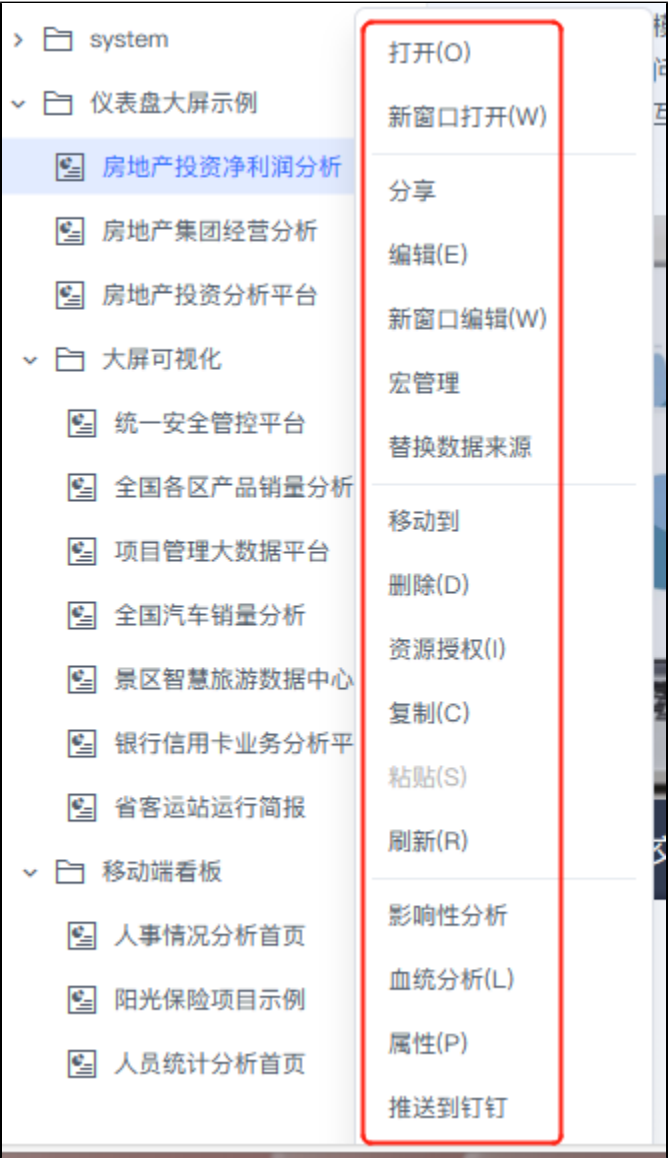 system
仪表盘大屏示例
房地产投资净利润分析
房地产集团经营分析
房地产投资分析平台
大屏可视化
统一安全管控平台
全国各区产品销量分析
项目管理大数据平台
全国汽车销量分析
景区智慧旅游数据中心
银行信用卡业务分析平
省客运站运行简报
移动端看板
人事情况分析首页
阳光保险项目示例
人员统计分析首页
打开(O)
新窗口打开(W)
分享
编辑(E)
新窗口编辑(W)
宏管理
替换数据来源
移动到
删除(D)
资源授权(I)
复制(C)
粘贴(S)
刷新(R)
影响性分析
血统分析(L)
属性(P)
推送到钉钉